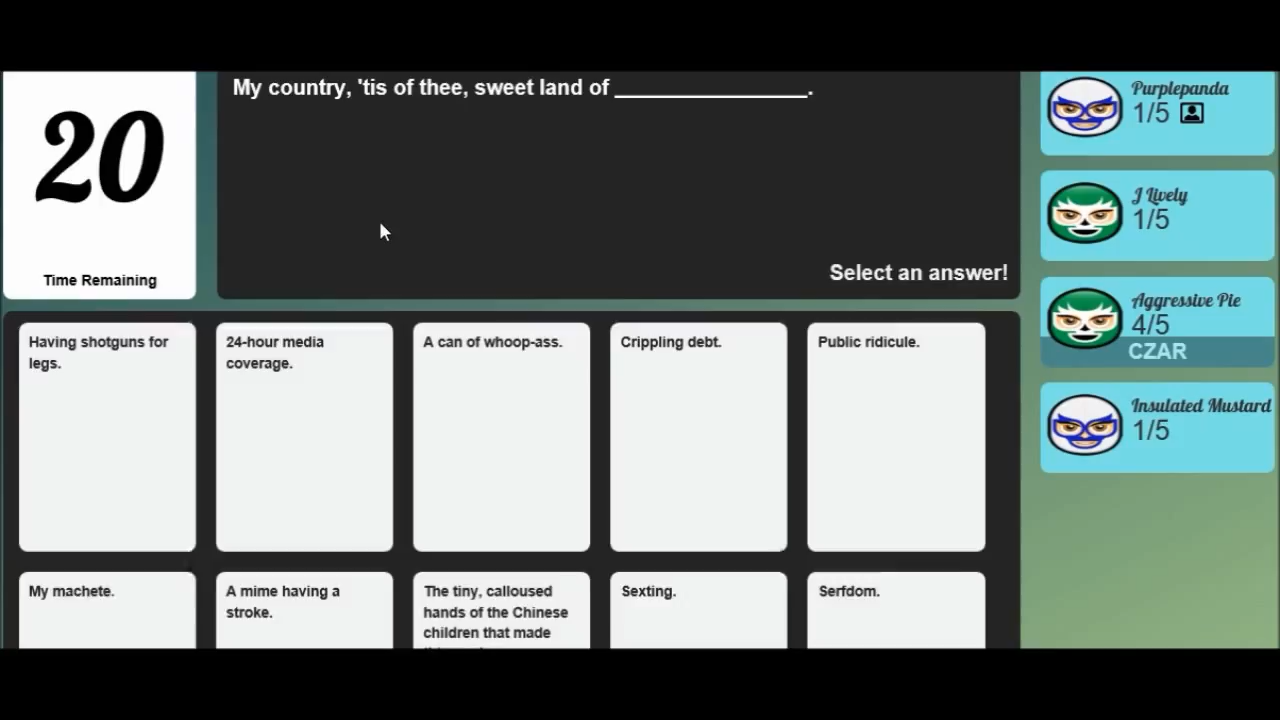 20
Time Remaining
My country, 'tis of thee, sweet land of ________________.
Select an answer!
Purplepanda
1/5
J Lively
1/5
Aggressive Pie
4/5
CZAR
Insulated Mustard
1/5
Having shotguns for
legs.
24-hour media
coverage.
A can of whoop-ass.
Crippling debt.
Public ridicule.
My machete.
A mime having a
stroke.
The tiny, calloused
hands of the Chinese
children that made
Sexting.
Serfdom.